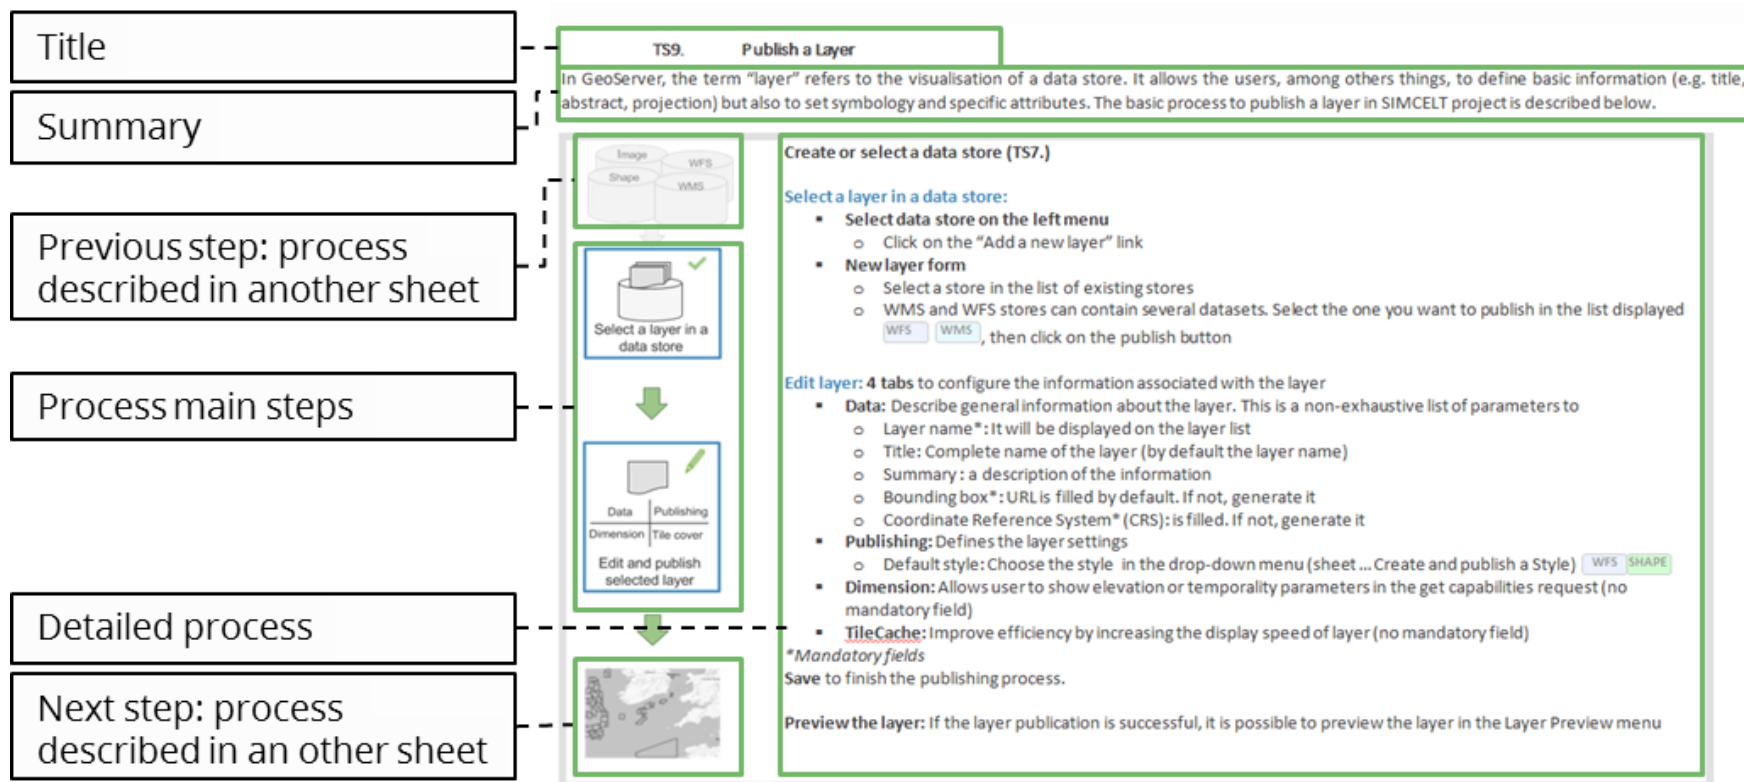 Title
TS9. Publish a Layer
Summary
In GeoServer, the term “layer” refers to the visualisation of a data store. It allows the users, among others things, to define basic information (e.g. title,
abstract, projection) but also to set symbology and specific attributes. The basic process to publish a layer in SIMCELT project is described below.
Previous step: process
described in another sheet
Image
WFS
Shape
WMS
Process main steps
Select a layer in a
data store
Data
Publishing
Dimension
Tile cover
Edit and publish
selected layer
Detailed process
Create or select a data store (TS7.)
Select a layer in a data store:
▪ Select data store on the left menu
o Click on the “Add a new layer” link
▪ New layer form
o Select a store in the list of existing stores
o WMS and WFS stores can contain several datasets. Select the one you want to publish in the list displayed
WFS WMS , then click on the publish button
Edit layer: 4 tabs to configure the information associated with the layer
▪ Data: Describe general information about the layer. This is a non-exhaustive list of parameters to
o Layer name*: It will be displayed on the layer list
o Title: Complete name of the layer (by default the layer name)
o Summary : a description of the information
o Bounding box*: URL is filled by default. If not, generate it
o Coordinate Reference System* (CRS): is filled. If not, generate it
▪ Publishing: Defines the layer settings
o Default style: Choose the style in the drop-down menu (sheet ... Create and publish a Style) WFS SHAPE
▪ Dimension: Allows user to show elevation or temporality parameters in the get capabilities request (no
mandatory field)
▪ TileCache: Improve efficiency by increasing the display speed of layer (no mandatory field)
*Mandatory fields
Save to finish the publishing process.
Preview the layer: If the layer publication is successful, it is possible to preview the layer in the Layer Preview menu
Next step: process
described in an other sheet